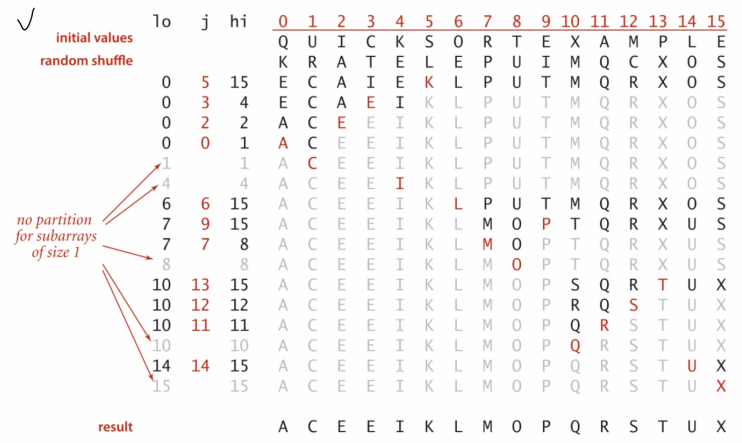 lo j hi 0 1 2 3 4 5 6 7 8 9 10 11 12 13 14 15
initial values Q U I C K S O R T E X A M P L E
random shuffle K R A T E L E P U I M Q C X O S
0 5 15 E C A I E K L P U T M Q R X O S
0 3 4 E C A E I K L P U T M Q R X O S
0 2 2 A C E E I K L P U T M Q R X O S
0 0 1 A C E E I K L P U T M Q R X O S
1 1 A C E E I K L P U T M Q R X O S
4 4 A C E E I K L P U T M Q R X O S
6 6 15 A C E E I K L P U T M Q R X O S
no partition
for subarrays
of size 1
7 9 15 A C E E I K L M O P T Q R X U S
7 7 8 A C E E I K L M O P T Q R X U S
8 8 A C E E I K L M O P T Q R X U S
10 13 15 A C E E I K L M O P S Q R T U X
10 12 12 A C E E I K L M O P R Q S T U X
10 11 11 A C E E I K L M O P Q R S T U X
10 10 A C E E I K L M O P Q R S T U X
14 14 15 A C E E I K L M O P Q R S T U X
15 15 A C E E I K L M O P Q R S T U X
result A C E E I K L M O P Q R S T U X